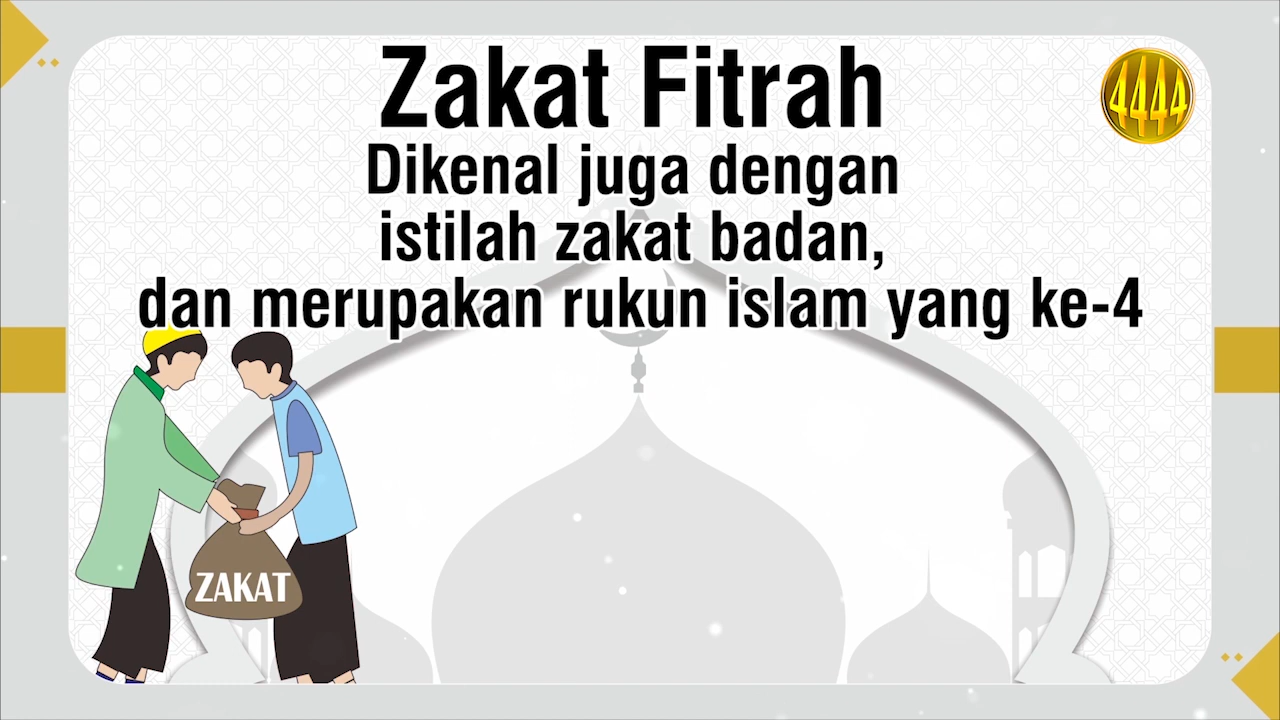 Zakat Fitrah
4444
Dikenal juga dengan
istilah zakat badan,
dan merupakan rukun islam yang ke-4
ZAKAT